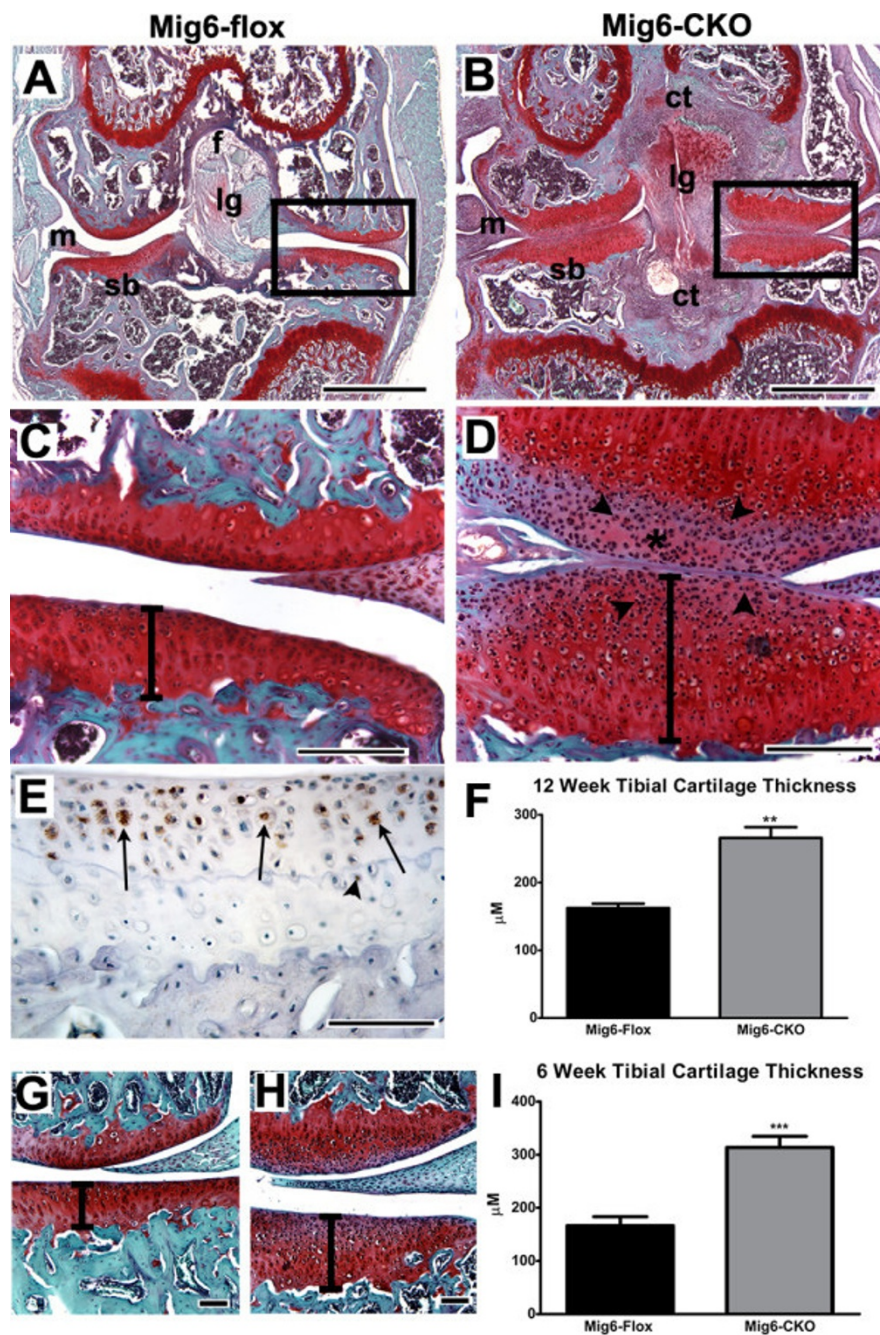 Mig6-flox
Mig6-CKO
A
f
lg
m
sb
B
ct
lg
m
sb
ct
C
D
*
E
F
12 Week Tibial Cartilage Thickness
300
200
100
0
µM
**
Mig6-Flox
Mig6-CKO
G
H
I
6 Week Tibial Cartilage Thickness
400
300
200
100
0
µM
***
Mig6-Flox
Mig6-CKO